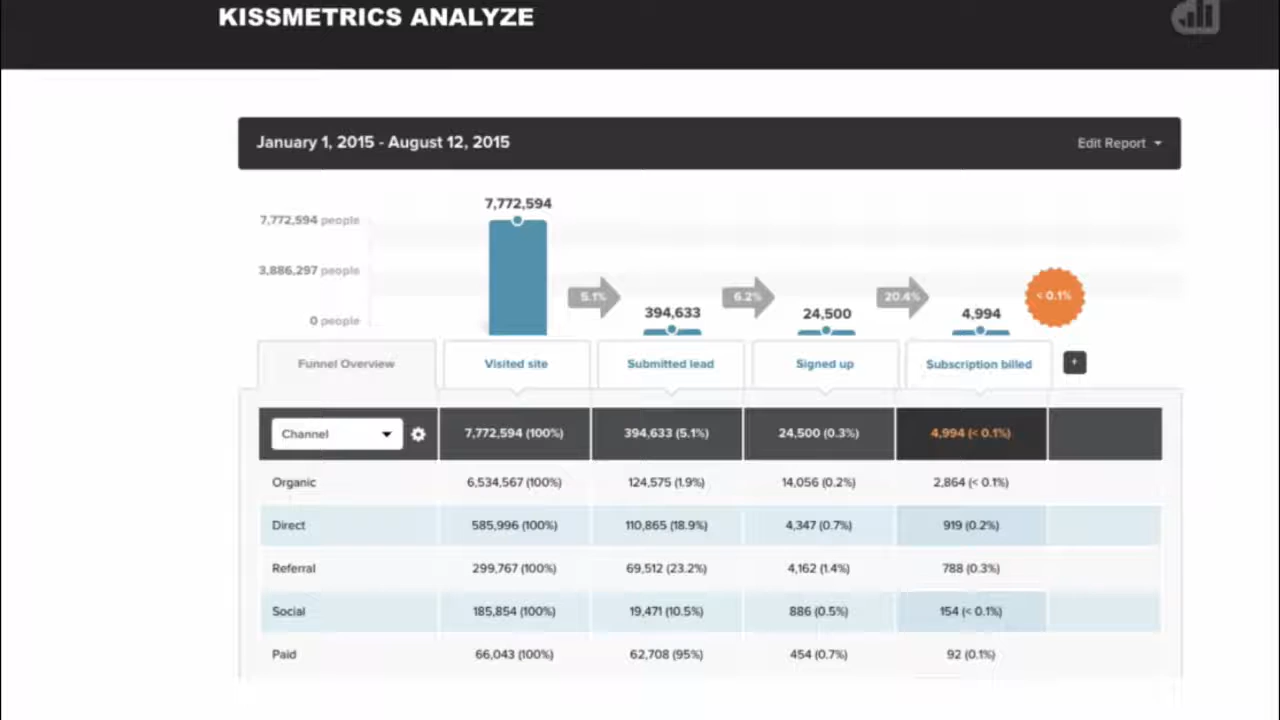 KISSMETRICS ANALYZE
January 1, 2015 - August 12, 2015 Edit Report
7,772,594
7,772,594 people
3,886,297 people
5.1% 6.2% 20.4% < 0.1%
394,633 24,500 4,994
0 people
Funnel Overview Visited site Submitted lead Signed up Subscription billed +
Channel 7,772,594 (100%) 394,633 (5.1%) 24,500 (0.3%) 4,994 (< 0.1%)
Organic 6,534,567 (100%) 124,575 (1.9%) 14,056 (0.2%) 2,864 (< 0.1%)
Direct 585,996 (100%) 110,865 (18.9%) 4,347 (0.7%) 919 (0.2%)
Referral 299,767 (100%) 69,512 (23.2%) 4,162 (1.4%) 788 (0.3%)
Social 185,854 (100%) 19,471 (10.5%) 886 (0.5%) 154 (< 0.1%)
Paid 66,043 (100%) 62,708 (95%) 454 (0.7%) 92 (0.1%)